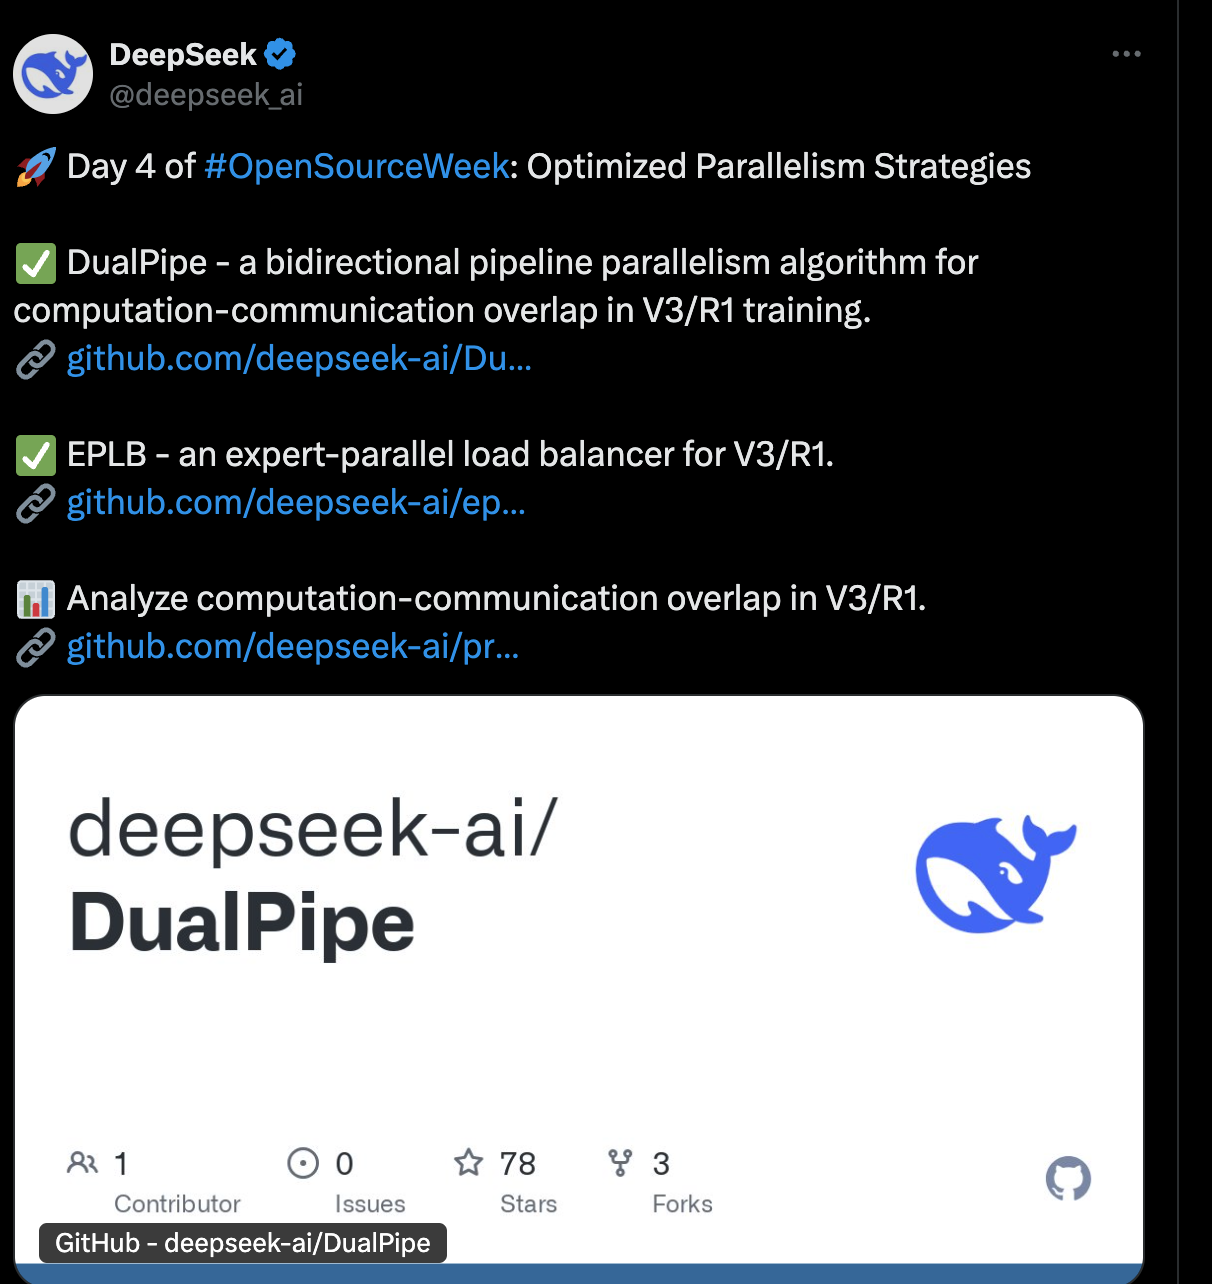 DeepSeek
@deepseek_ai
🚀 Day 4 of #OpenSourceWeek: Optimized Parallelism Strategies
✅ DualPipe - a bidirectional pipeline parallelism algorithm for
computation-communication overlap in V3/R1 training.
🔗 github.com/deepseek-ai/Du...
✅ EPLB - an expert-parallel load balancer for V3/R1.
🔗 github.com/deepseek-ai/ep...
📊 Analyze computation-communication overlap in V3/R1.
🔗 github.com/deepseek-ai/pr...
deepseek-ai/
DualPipe
1 0 78 3
Contributor Issues Stars Forks
GitHub - deepseek-ai/DualPipe